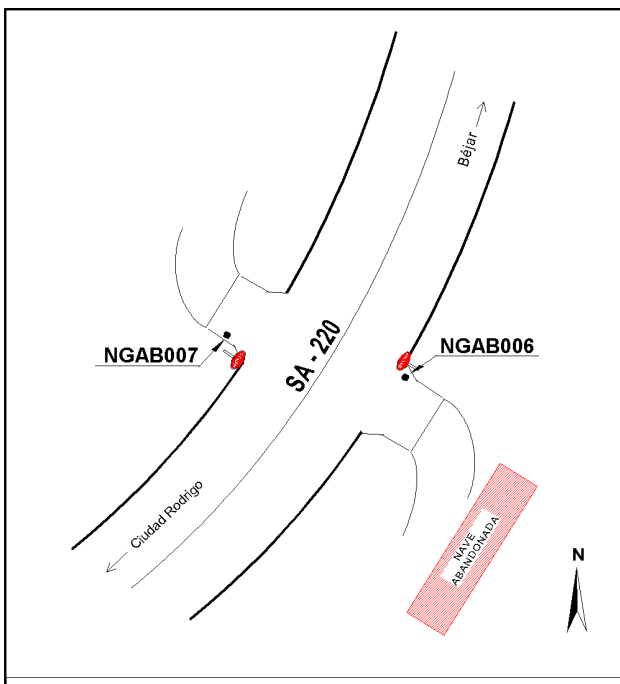 Béjar
SA - 220
NGAB007
NGAB006
Ciudad Rodrigo
NAVE
ABANDONADA
N